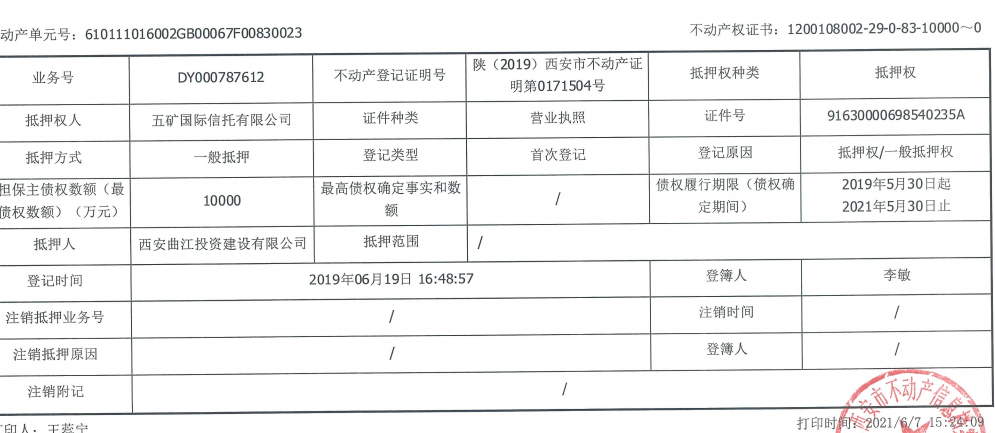 动产单元号：610111016002GB00067F00830023
不动产权证书：1200108002-29-0-83-10000～0
业务号 DY000787612 不动产登记证明号 陕（2019）西安市不动产证
明第0171504号 抵押权种类 抵押权
抵押权人 五矿国际信托有限公司 证件种类 营业执照 证件号 91630000698540235A
抵押方式 一般抵押 登记类型 首次登记 登记原因 抵押权/一般抵押权
担保主债权数额（最
债权数额）（万元） 10000 最高债权确定事实和数
额 / 债权履行期限（债权确
定期间） 2019年5月30日起
2021年5月30日止
抵押人 西安曲江投资建设有限公司 抵押范围 /
登记时间 2019年06月19日 16:48:57 登簿人 李敏
注销抵押业务号 / 注销时间 /
注销抵押原因 / 登簿人 /
注销附记 /
印人：王蕊宁
打印时间：2021/6/7 15:24:09
西安市不动产信息